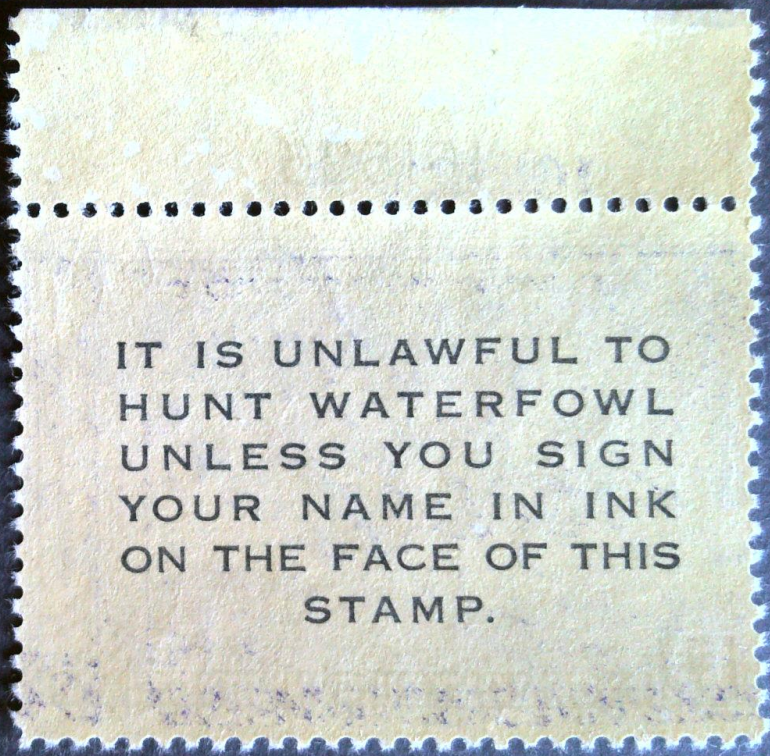 IT IS UNLAWFUL TO
HUNT WATERFOWL
UNLESS YOU SIGN
YOUR NAME IN INK
ON THE FACE OF THIS
STAMP.